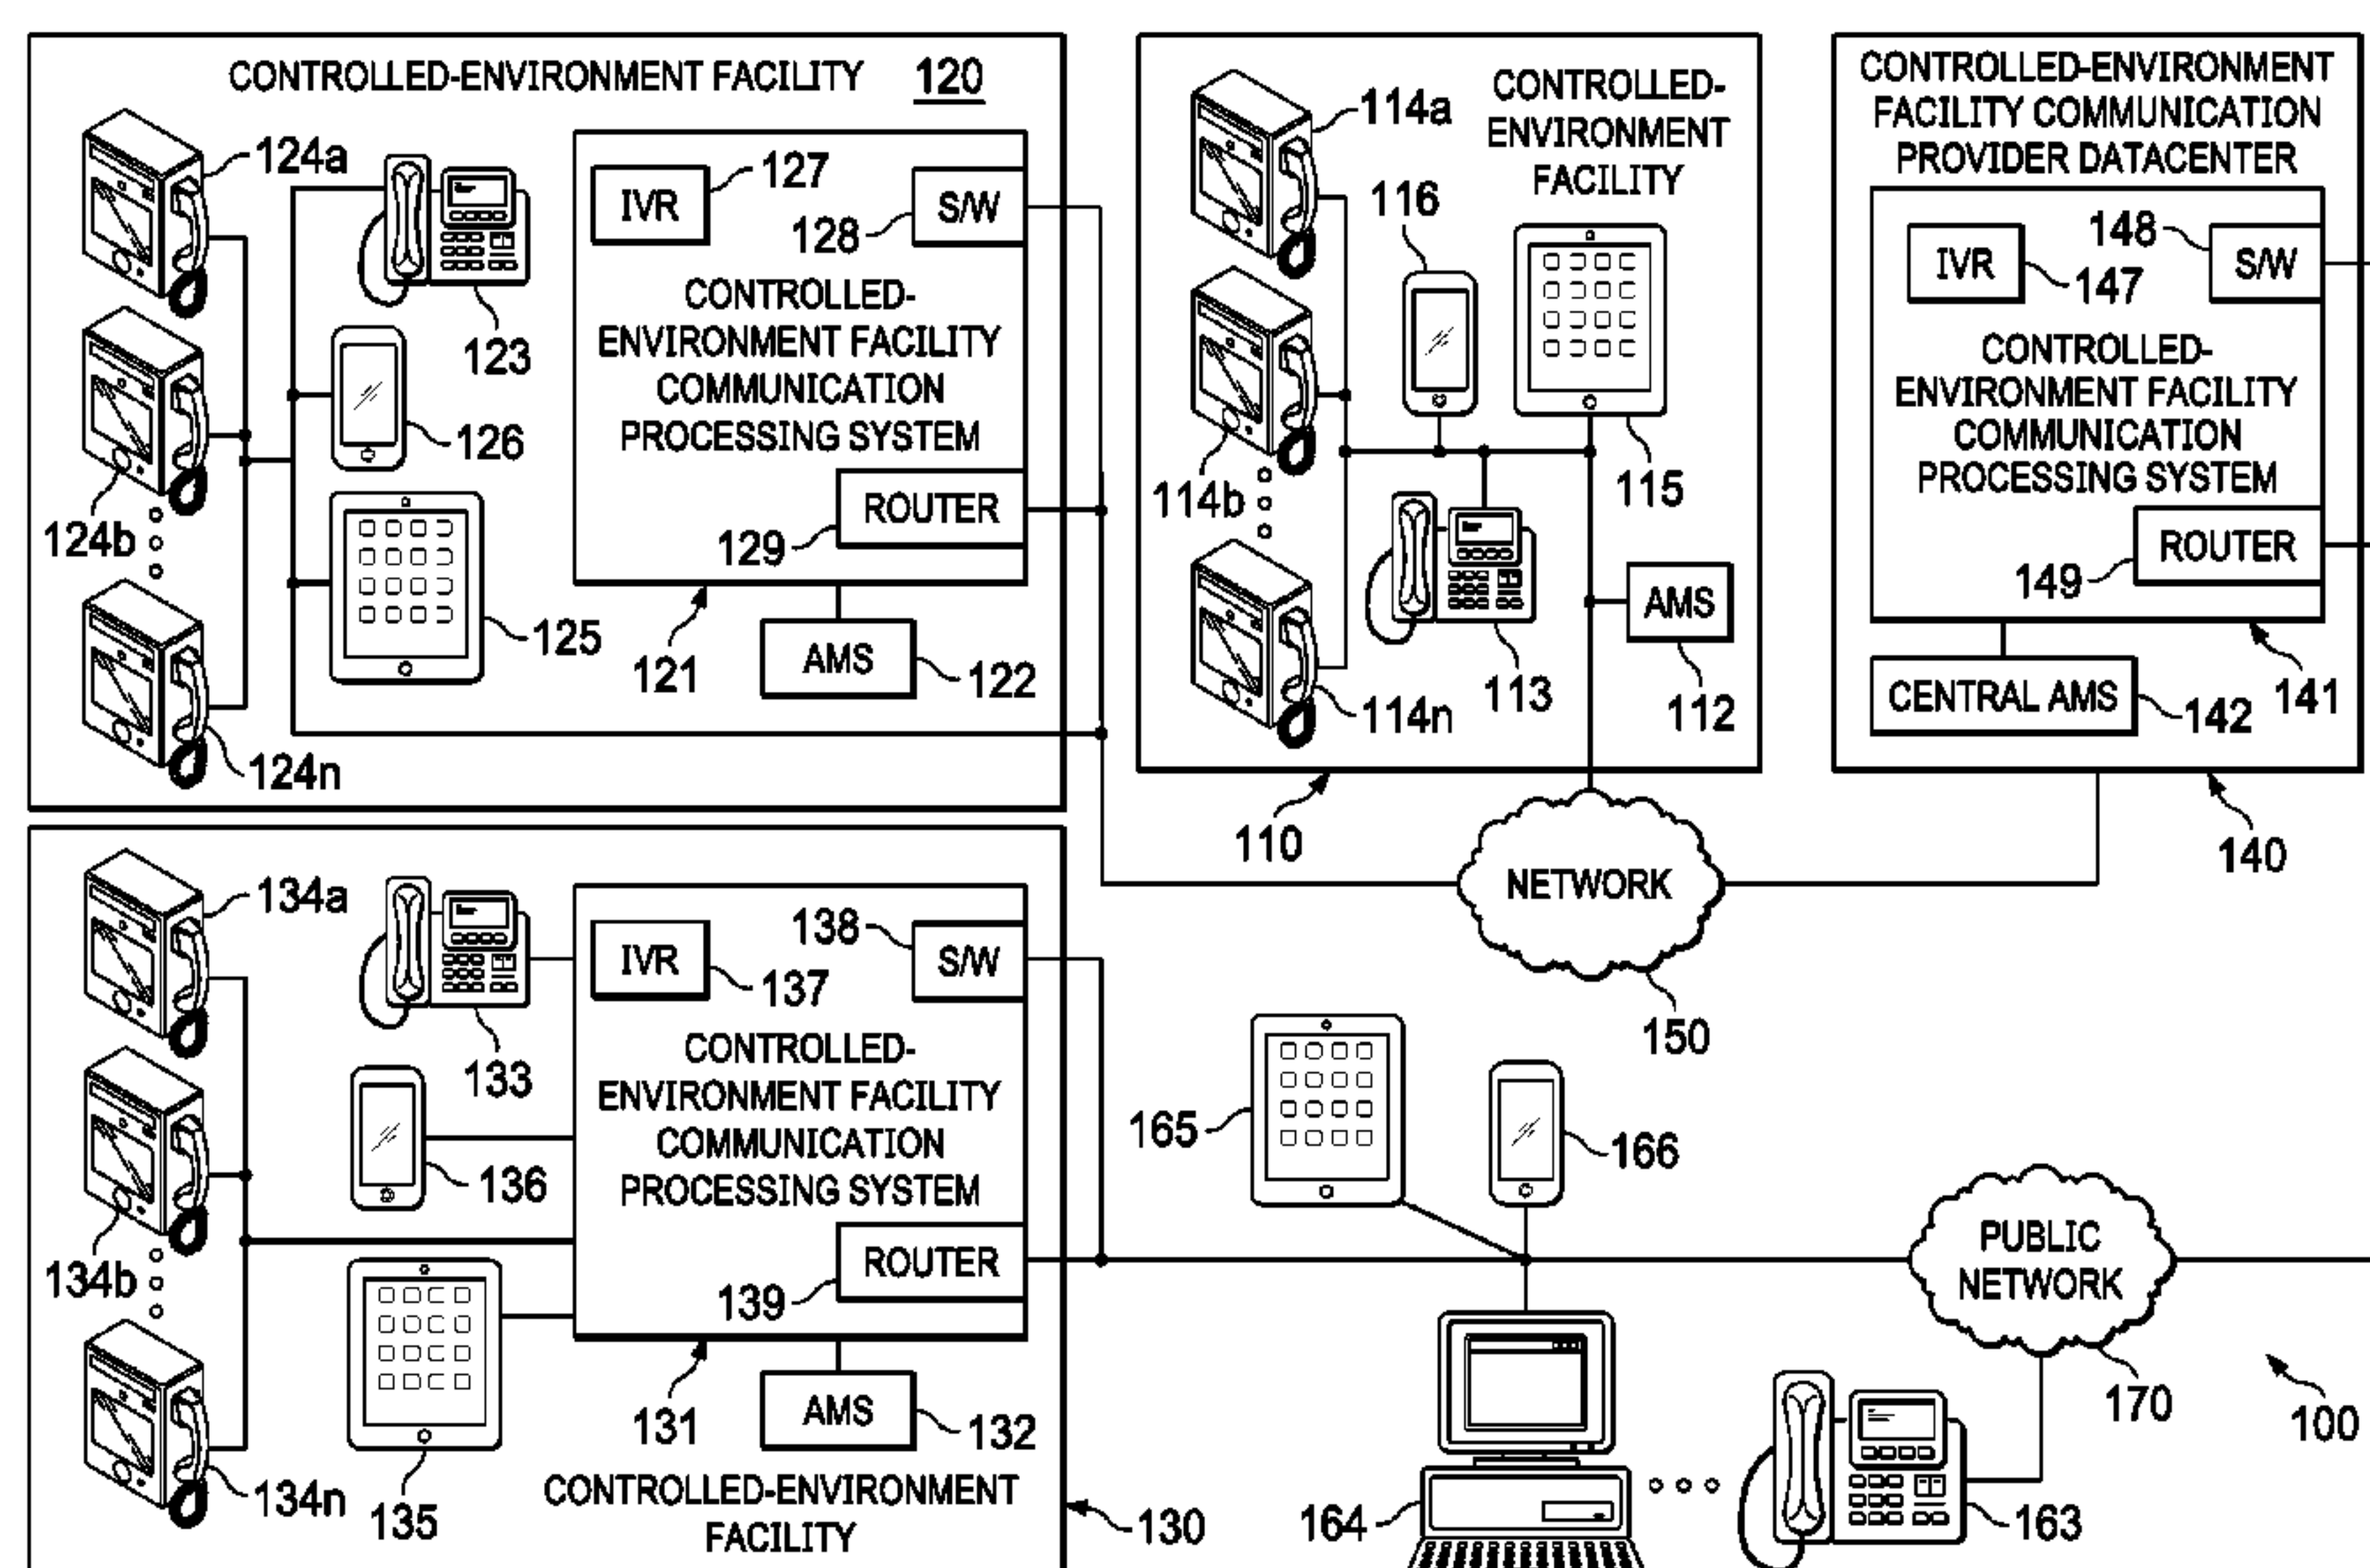 CONTROLLED-ENVIRONMENT FACILITY 120
124a
123
126
124b
125
124n
IVR
127
128
S/W
CONTROLLED-
ENVIRONMENT FACILITY
COMMUNICATION
PROCESSING SYSTEM
129
ROUTER
121
AMS
122
CONTROLLED-
ENVIRONMENT
FACILITY
114a
116
114b
115
113
114n
AMS
112
110
CONTROLLED-ENVIRONMENT
FACILITY COMMUNICATION
PROVIDER DATACENTER
IVR
147
148
S/W
CONTROLLED-
ENVIRONMENT FACILITY
COMMUNICATION
PROCESSING SYSTEM
149
ROUTER
CENTRAL AMS
142
141
140
NETWORK
150
134a
133
136
134b
134n
135
IVR
137
138
S/W
CONTROLLED-
ENVIRONMENT FACILITY
COMMUNICATION
PROCESSING SYSTEM
139
ROUTER
131
AMS
132
CONTROLLED-ENVIRONMENT
FACILITY
130
165
166
164
PUBLIC
NETWORK
170
163
100